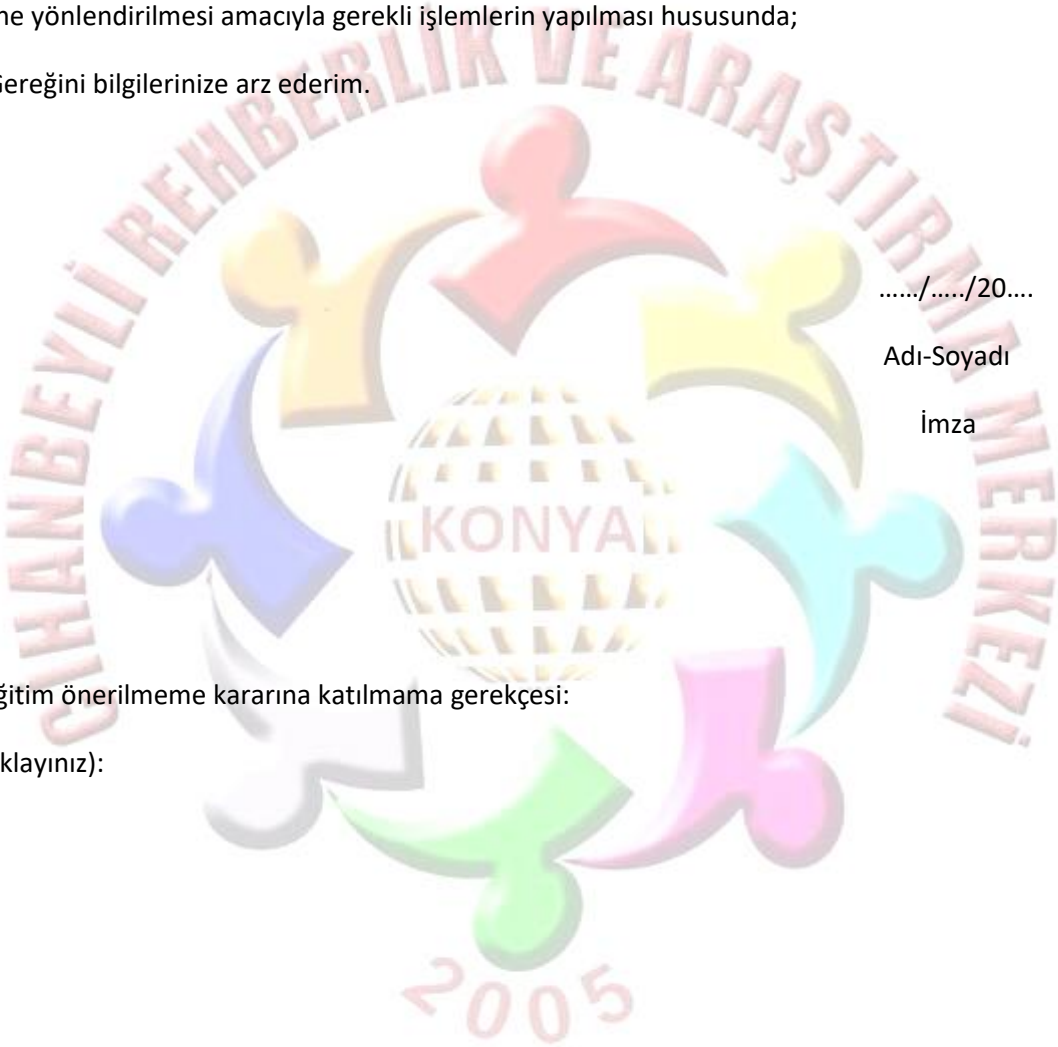 ne yönlendirilmesi amacıyla gerekli işlemlerin yapılması hususunda;
Gereğini bilgilerinize arz ederim.
CİHANBEYLİ REHBERLİK VE ARAŞTIRMA MERKEZİ
……/…../20….
Adı-Soyadı
İmza
KONYA
ğitim önerilmeme kararına katılmama gerekçesi:
klayınız):
2005